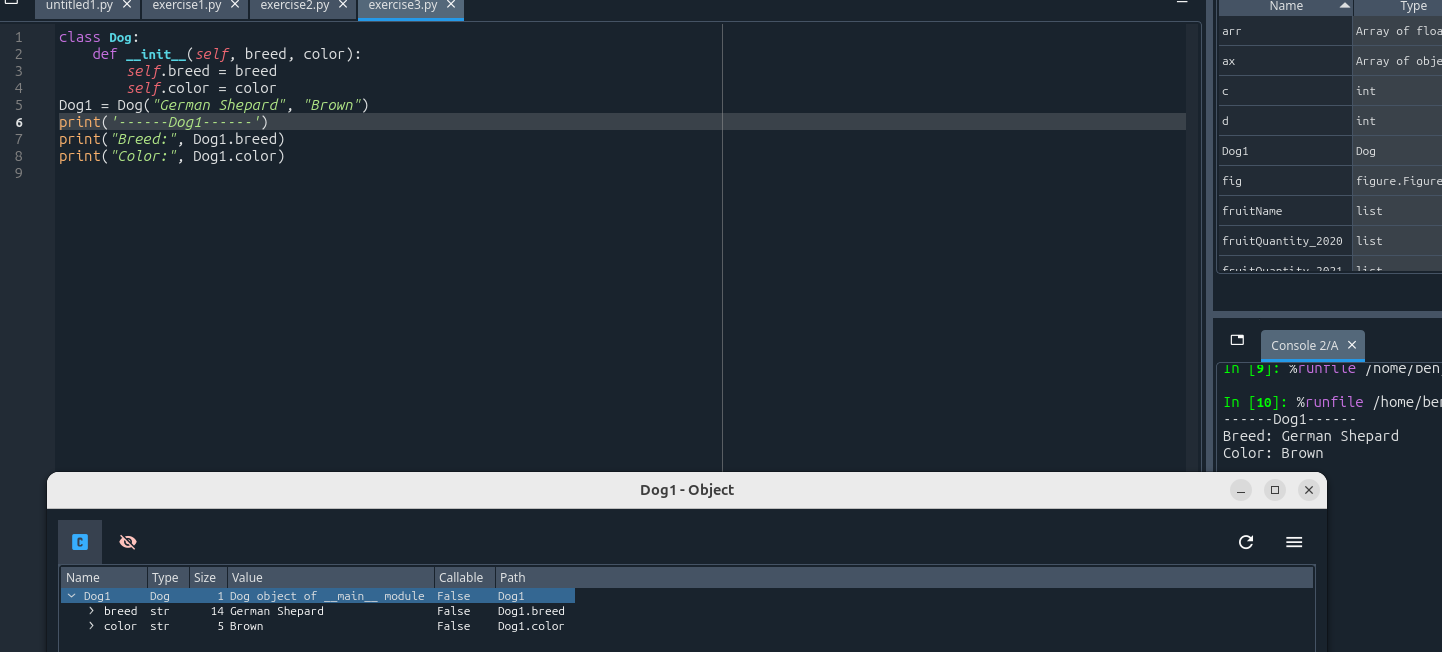 untitled1.py exercise1.py exercise2.py exercise3.py
1 class Dog:
2     def __init__(self, breed, color):
3         self.breed = breed
4         self.color = color
5 Dog1 = Dog("German Shepard", "Brown")
6 print('------Dog1------')
7 print("Breed:", Dog1.breed)
8 print("Color:", Dog1.color)
9
Name Type
arr Array of floa
ax Array of obje
c int
d int
Dog1 Dog
fig figure.Figure
fruitName list
fruitQuantity_2020 list
fruitQuantity_2021 list
Console 2/A
In [9]: %runfile /home/ben
In [10]: %runfile /home/ben
------Dog1------
Breed: German Shepard
Color: Brown
Dog1 - Object
Name Type Size Value Callable Path
Dog1 Dog 1 Dog object of __main__ module False Dog1
breed str 14 German Shepard False Dog1.breed
color str 5 Brown False Dog1.color